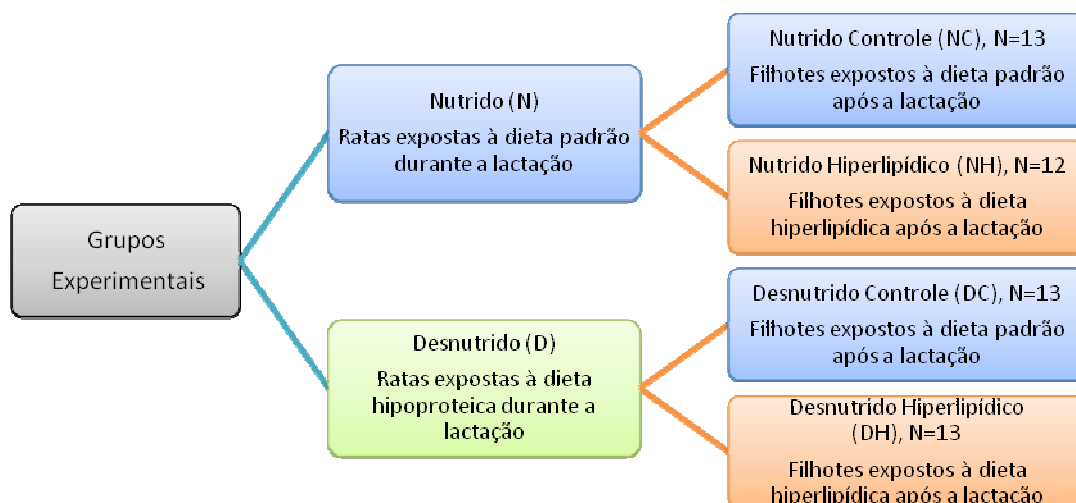 Grupos
Experimentais
Nutrido (N)
Ratas expostas à dieta padrão
durante a lactação
Desnutrido (D)
Ratas expostas à dieta
hipoproteica durante a
lactação
Nutrido Controle (NC), N=13
Filhotes expostos à dieta padrão
após a lactação
Nutrido Hiperlipídico (NH), N=12
Filhotes expostos à dieta
hiperlipídica após a lactação
Desnutrido Controle (DC), N=13
Filhotes expostos à dieta padrão
após a lactação
Desnutrido Hiperlipídico
(DH), N=13
Filhotes expostos à dieta
hiperlipídica após a lactação